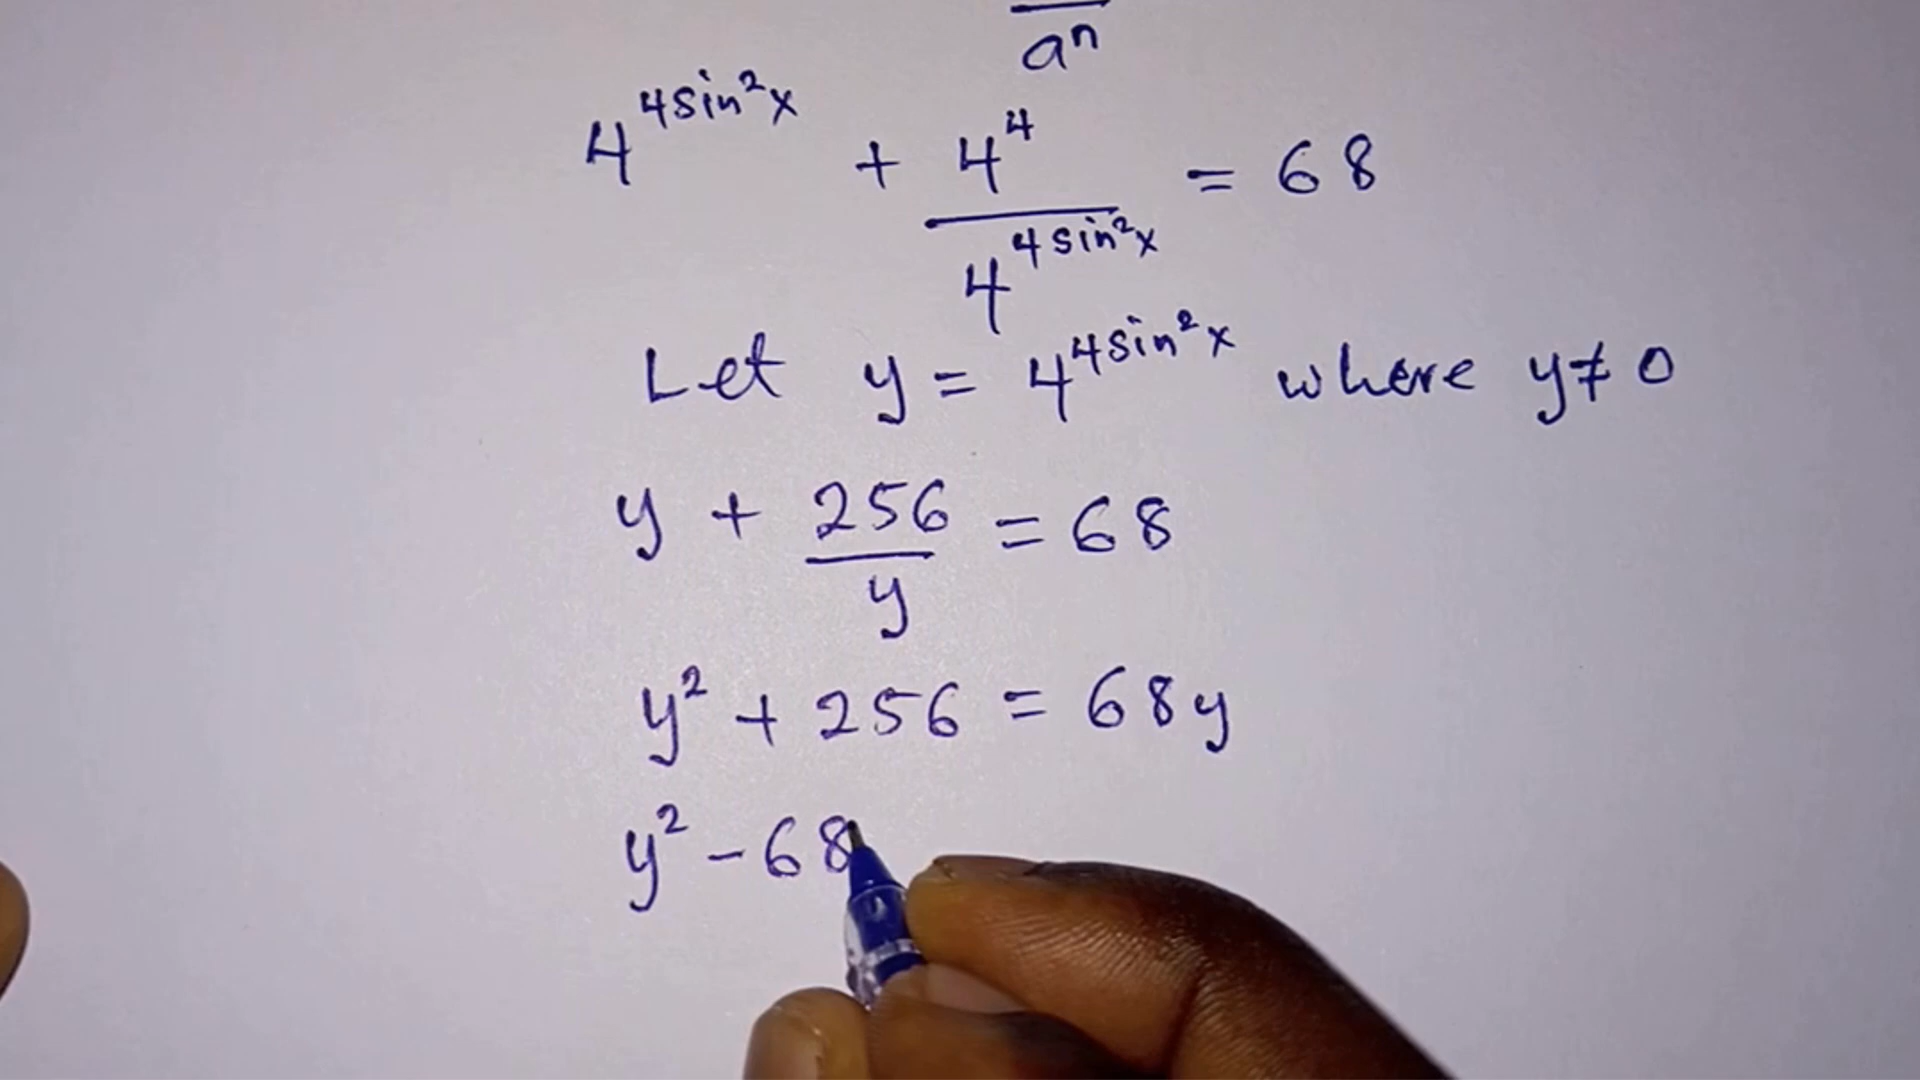 aⁿ
4^(4sin²x) + 4⁴/4^(4sin²x) = 68
Let y = 4^(4sin²x) where y ≠ 0
y + 256/y = 68
y² + 256 = 68y
y² - 68